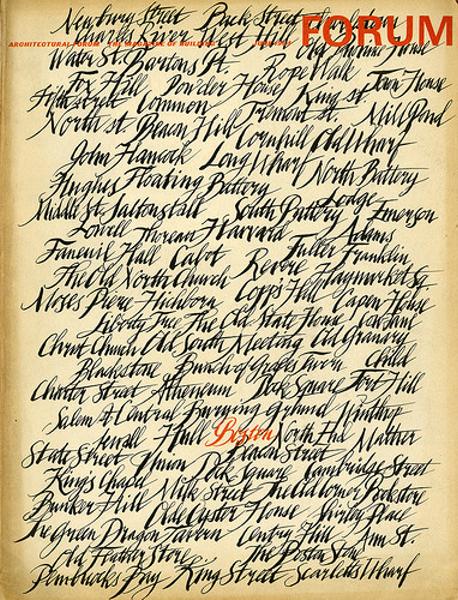 Newbury Street Back Street
Charles River West Hill
FORUM
ARCHITECTURAL FORUM THE MAGAZINE OF BUILDING
Water St. Bartons Pt. Old House
Fox Hill Powder House Rope Walk Town House
Fifth street Common King st
North st. Beacon Hill Tremont st. Mill Pond
John Hancock Long Wharf Cornhill Old Wharf
Hughes Floating Battery North Battery
Middle St. Saltonstall South Battery Lodge Emerson
Lowell Thoreau Harvard Adams
Faneuil Hall Cabot Fuller Franklin
The Old North Church Revere Haymarket Sq.
Moses Pierce Hichborn Copp's Hill Capen House
Liberty Tree The Old State House
Christ Church Old South Meeting Old Granary
Blackstone Bunch of Grapes Tavern Child
Charter Street Athenaeum Dock Square Fort Hill
Salem St Central Burying Ground Winthrop
Sewall Hull Boston North End Mather
State Street Union Beacon Street
King's Chapel Dock Square Cambridge Street
Bunker Hill Milk Street The Old Corner Bookstore
Olde Oyster House Shirley Place
The Green Dragon Tavern Centry Hill Ann St.
Old Feather Store The Boston Stone
Pemblocks Bay King Street Scarletts Wharf